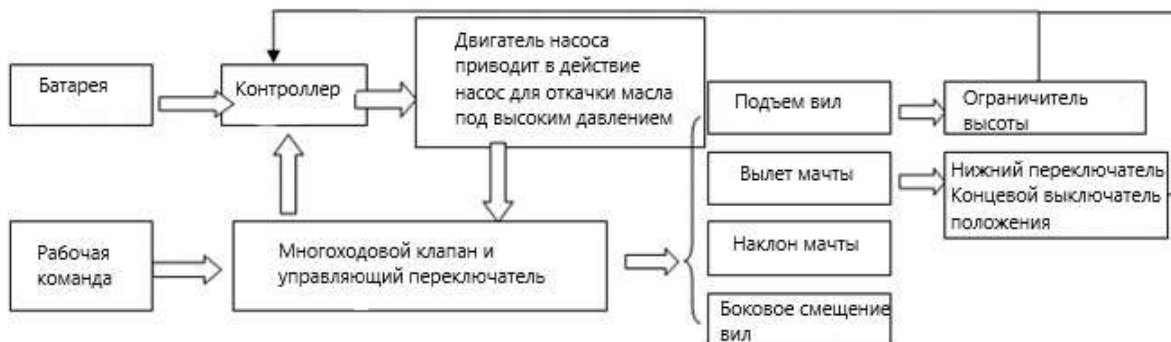 Батарея
Контроллер
Двигатель насоса
приводит в действие
насос для откачки масла
под высоким давлением
Подъем вил
Ограничитель
высоты
Вылет мачты
Нижний переключатель
Концевой выключатель
положения
Рабочая
команда
Многоходовой клапан и
управляющий переключатель
Наклон мачты
Боковое смещение
вил